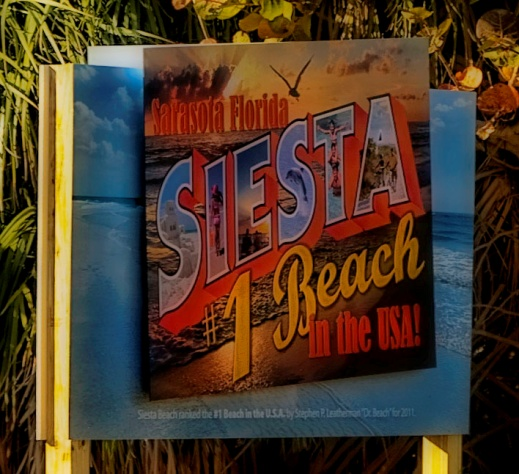 Sarasota Florida
SIESTA
#1 Beach
in the USA!
Siesta Beach ranked the #1 Beach in the U.S.A. by Stephen P. Leatherman "Dr. Beach" for 2011.